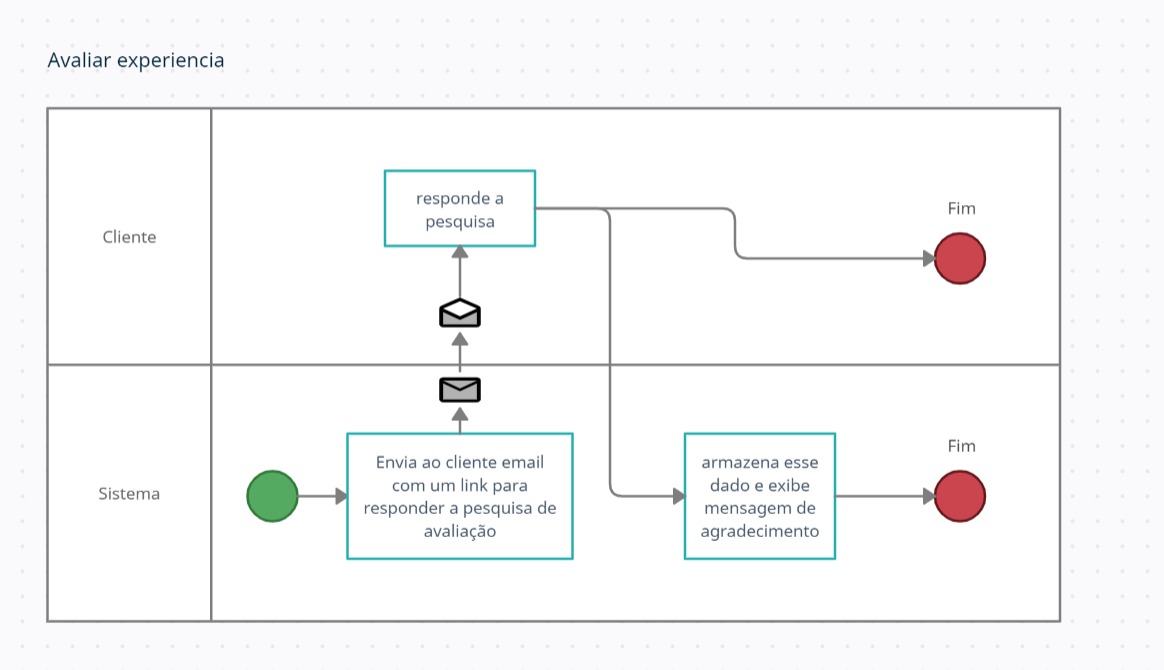 Avaliar experiencia
Cliente
responde a
pesquisa
Fim
Sistema
Envia ao cliente email
com um link para
responder a pesquisa de
avaliação
armazena esse
dado e exibe
mensagem de
agradecimento
Fim